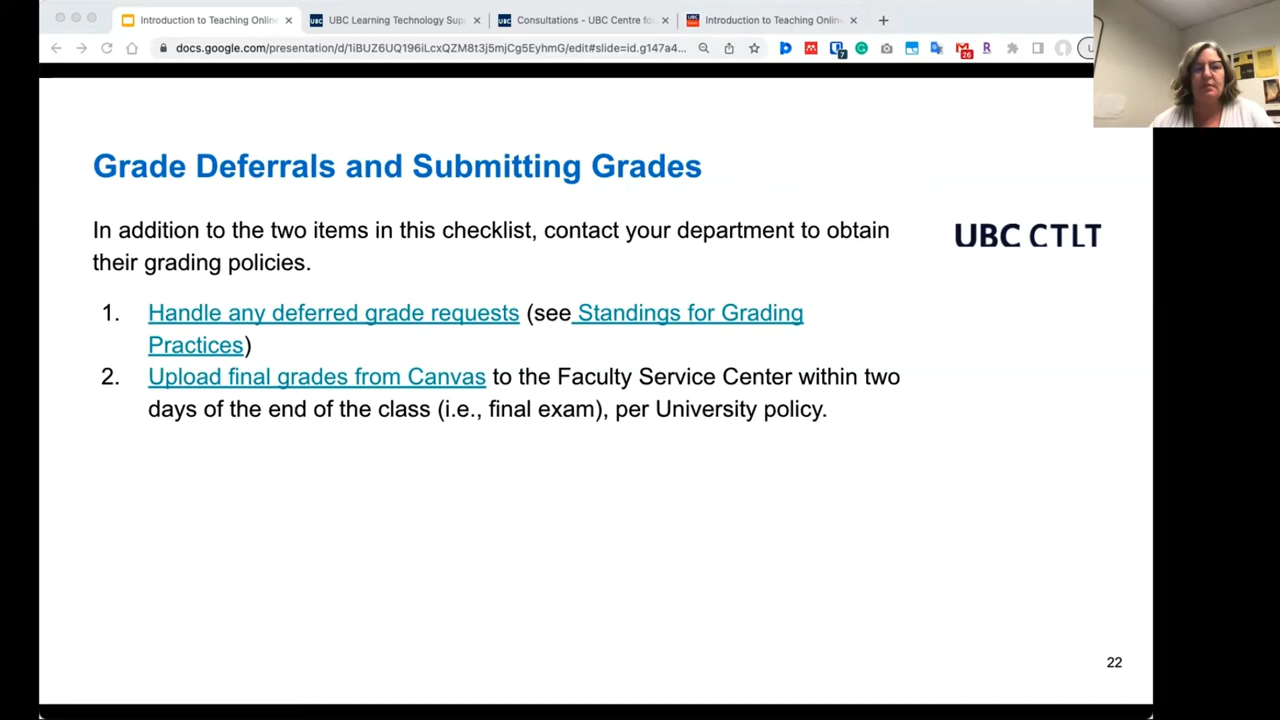 Introduction to Teaching Onlin
UBC Learning Technology Sup
Consultations - UBC Centre fo
Introduction to Teaching Onlin
docs.google.com/presentation/d/1iBUZ6UQ196iLcxQZM8t3j5mjCg5EyhmG/edit#slide=id.g147a4...
Grade Deferrals and Submitting Grades
In addition to the two items in this checklist, contact your department to obtain
their grading policies.
UBC CTLT
1. Handle any deferred grade requests (see Standings for Grading
Practices)
2. Upload final grades from Canvas to the Faculty Service Center within two
days of the end of the class (i.e., final exam), per University policy.
22